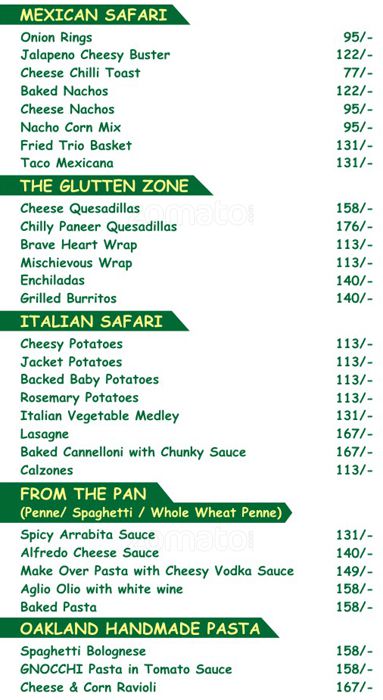 MEXICAN SAFARI
Onion Rings 95/-
Jalapeno Cheesy Buster 122/-
Cheese Chilli Toast 77/-
Baked Nachos 122/-
Cheese Nachos 95/-
Nacho Corn Mix 95/-
Fried Trio Basket 131/-
Taco Mexicana 131/-
THE GLUTTEN ZONE
Cheese Quesadillas 158/-
Chilly Paneer Quesadillas 176/-
Brave Heart Wrap 113/-
Mischievous Wrap 113/-
Enchiladas 140/-
Grilled Burritos 140/-
ITALIAN SAFARI
Cheesy Potatoes 113/-
Jacket Potatoes 113/-
Backed Baby Potatoes 113/-
Rosemary Potatoes 113/-
Italian Vegetable Medley 131/-
Lasagne 167/-
Baked Cannelloni with Chunky Sauce 167/-
Calzones 113/-
FROM THE PAN
(Penne/ Spaghetti / Whole Wheat Penne)
Spicy Arrabita Sauce 131/-
Alfredo Cheese Sauce 140/-
Make Over Pasta with Cheesy Vodka Sauce 149/-
Aglio Olio with white wine 158/-
Baked Pasta 158/-
OAKLAND HANDMADE PASTA
Spaghetti Bolognese 158/-
GNOCCHI Pasta in Tomato Sauce 158/-
Cheese & Corn Ravioli 167/-